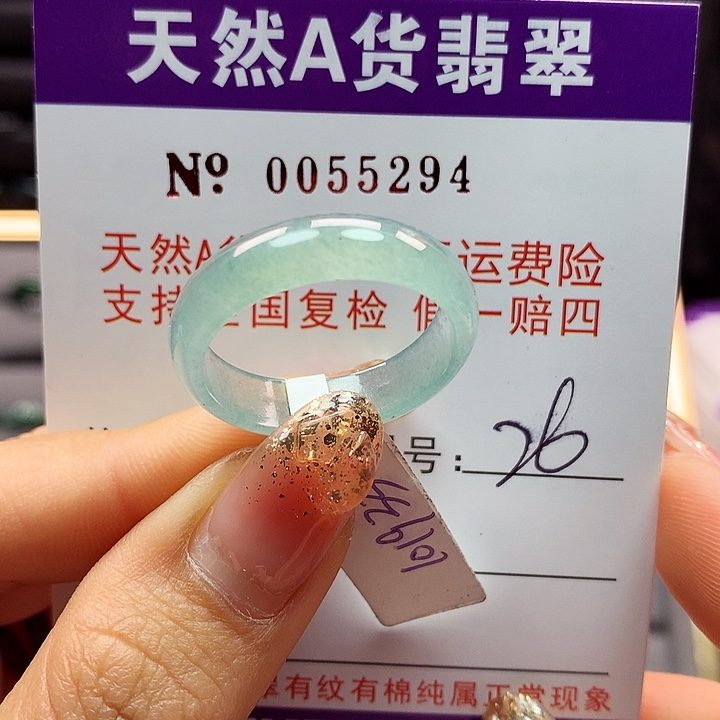 天然A货翡翠
Nº 0055294
天然A 运费险
支持 国复检 一赔四
号: 26
有纹有棉纯属正常现象